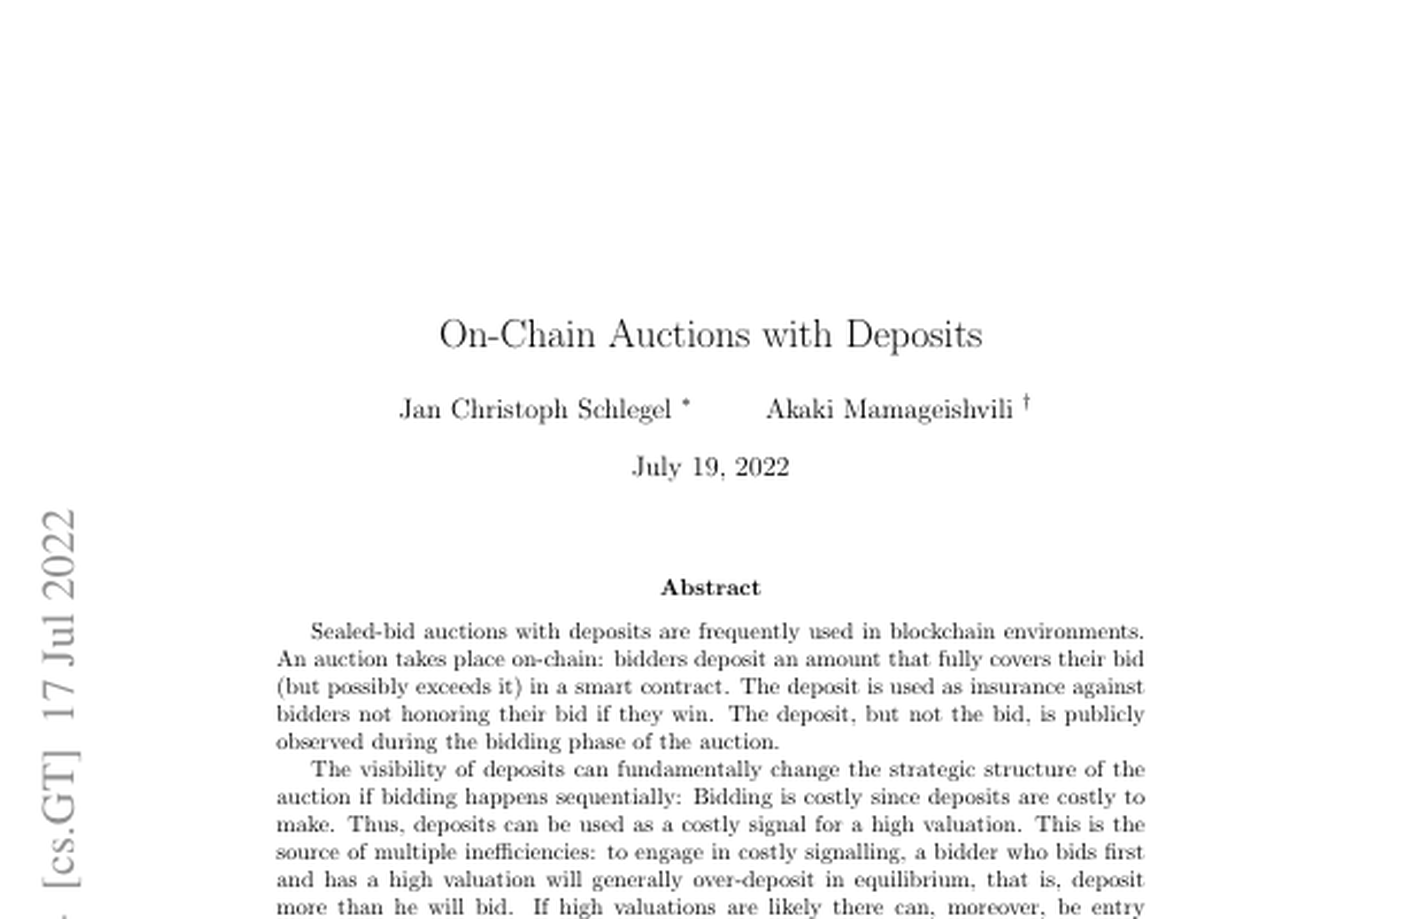 On-Chain Auctions with Deposits
Jan Christoph Schlegel * Akaki Mamageishvili †
July 19, 2022
Abstract
Sealed-bid auctions with deposits are frequently used in blockchain environments.
An auction takes place on-chain: bidders deposit an amount that fully covers their bid
(but possibly exceeds it) in a smart contract. The deposit is used as insurance against
bidders not honoring their bid if they win. The deposit, but not the bid, is publicly
observed during the bidding phase of the auction.
The visibility of deposits can fundamentally change the strategic structure of the
auction if bidding happens sequentially: Bidding is costly since deposits are costly to
make. Thus, deposits can be used as a costly signal for a high valuation. This is the
source of multiple inefficiencies: to engage in costly signalling, a bidder who bids first
and has a high valuation will generally over-deposit in equilibrium, that is, deposit
more than he will bid. If high valuations are likely there can, moreover, be entry
[cs.GT] 17 Jul 2022